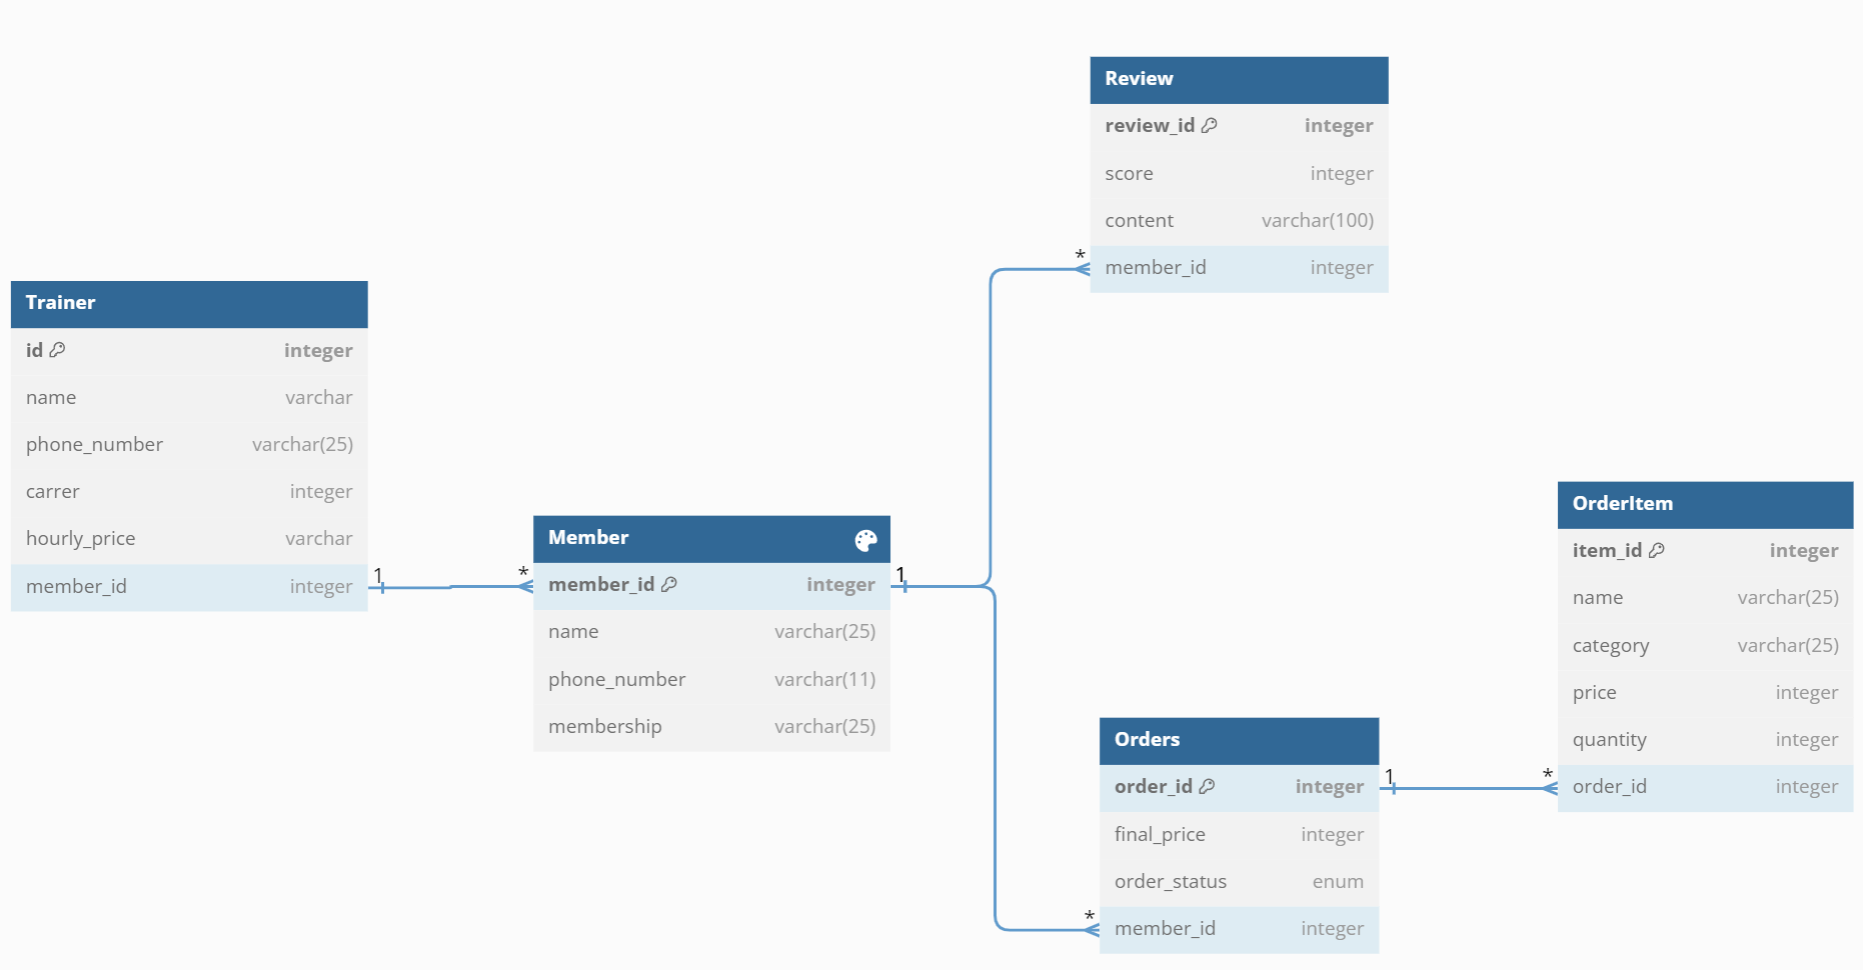 Review
review_id integer
score integer
content varchar(100)
* member_id integer
Trainer
id integer
name varchar
phone_number varchar(25)
carrer integer
hourly_price varchar
member_id integer 1
Member
* member_id integer 1
name varchar(25)
phone_number varchar(11)
membership varchar(25)
OrderItem
item_id integer
name varchar(25)
category varchar(25)
price integer
quantity integer
* order_id integer
Orders
order_id integer 1
final_price integer
order_status enum
* member_id integer